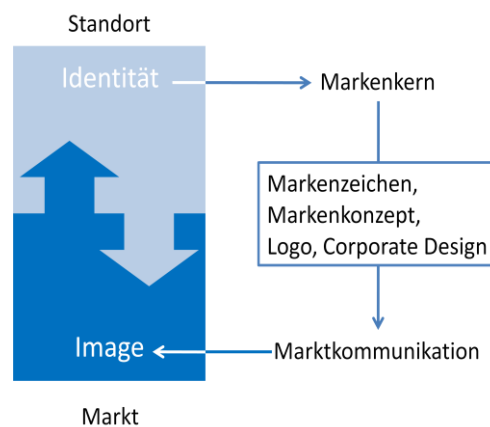 Standort
Identität
Markenkern
Markenzeichen,
Markenkonzept,
Logo, Corporate Design
Image
Marktkommunikation
Markt